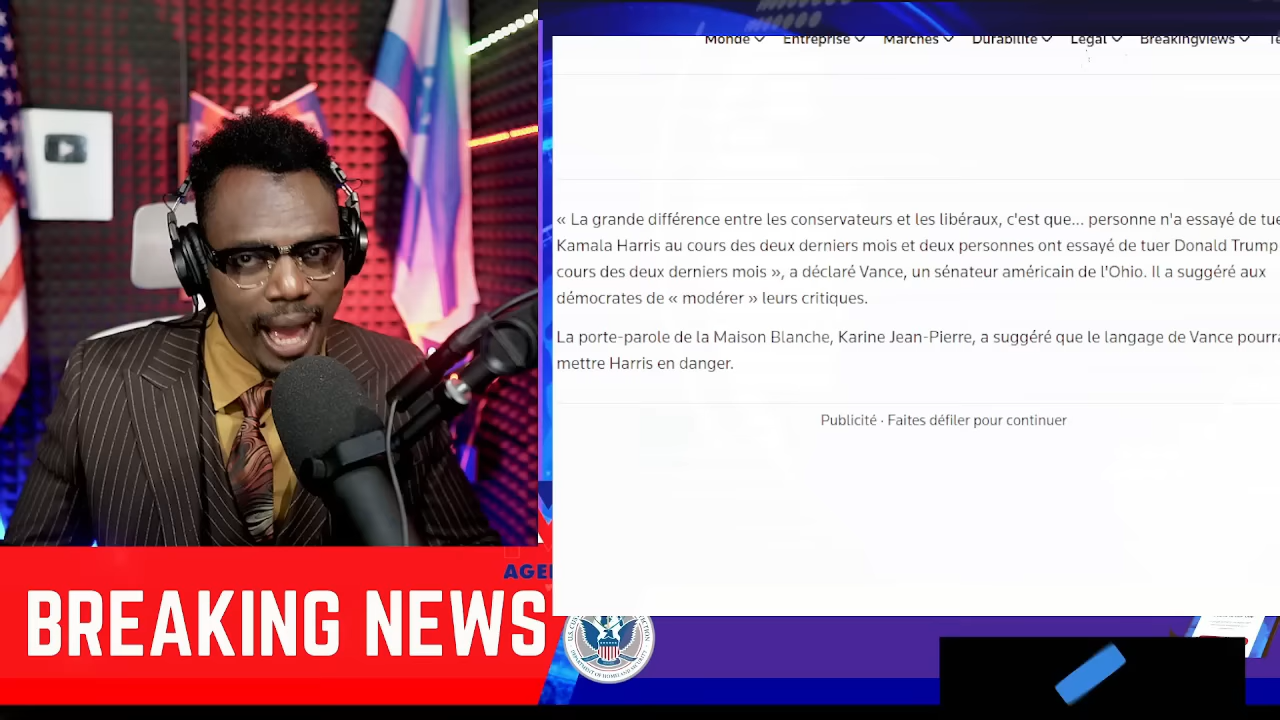 Monde Entreprise Marchés Durabilité Légal Breakingviews
« La grande différence entre les conservateurs et les libéraux, c'est que... personne n'a essayé de
Kamala Harris au cours des deux derniers mois et deux personnes ont essayé de tuer Donald Trump
cours des deux derniers mois », a déclaré Vance, un sénateur américain de l'Ohio. Il a suggéré aux
démocrates de « modérer » leurs critiques.
La porte-parole de la Maison Blanche, Karine Jean-Pierre, a suggéré que le langage de Vance
mettre Harris en danger.
Publicité · Faites défiler pour continuer
BREAKING NEWS